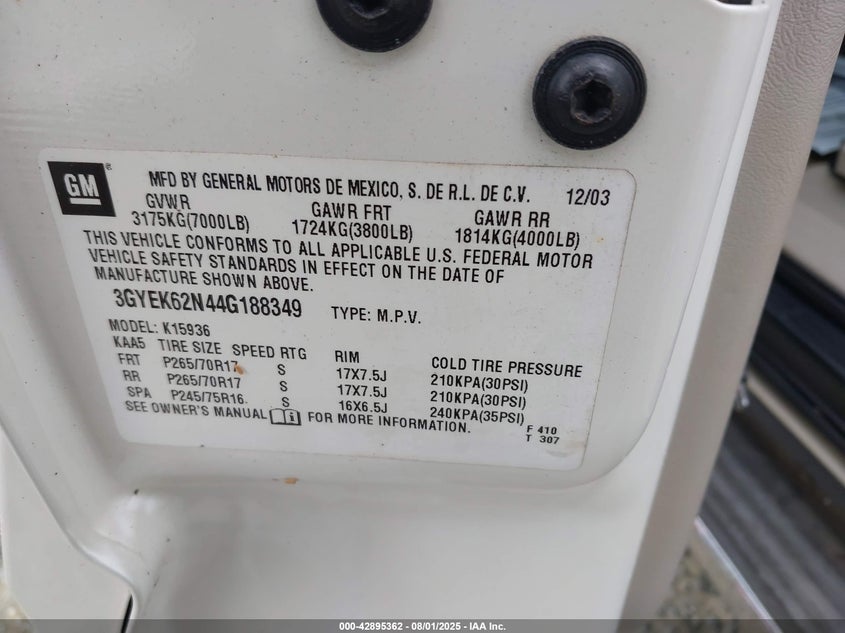 GM
MFD BY GENERAL MOTORS DE MEXICO, S. DE R.L. DE C.V. 12/03
GVWR GAWR FRT GAWR RR
3175KG(7000LB) 1724KG(3800LB) 1814KG(4000LB)
THIS VEHICLE CONFORMS TO ALL APPLICABLE U.S. FEDERAL MOTOR
VEHICLE SAFETY STANDARDS IN EFFECT ON THE DATE OF
MANUFACTURE SHOWN ABOVE.
3GYEK62N44G188349 TYPE: M.P.V.
MODEL: K15936
KAA5 TIRE SIZE SPEED RTG RIM COLD TIRE PRESSURE
FRT P265/70R17 S 17X7.5J 210KPA(30PSI)
RR P265/70R17 S 17X7.5J 210KPA(30PSI)
SPA P245/75R16. S 16X6.5J 240KPA(35PSI)
SEE OWNER'S MANUAL FOR MORE INFORMATION.
F 410
T 307
000-42895362 - 08/01/2025 - IAA Inc.